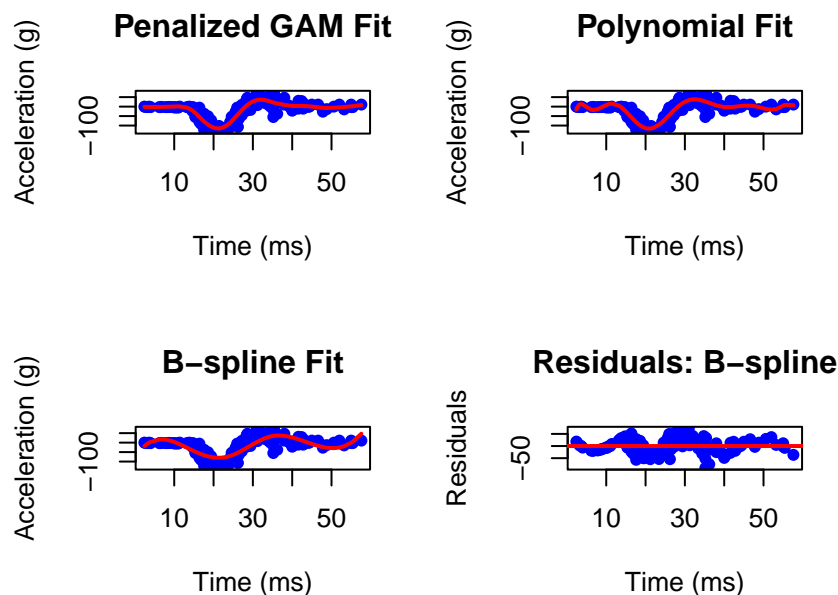 Penalized GAM Fit
Acceleration (g)
−100
10 30 50
Time (ms)
Polynomial Fit
Acceleration (g)
−100
10 30 50
Time (ms)
B−spline Fit
Acceleration (g)
−100
10 30 50
Time (ms)
Residuals: B−spline
Residuals
−50
10 30 50
Time (ms)